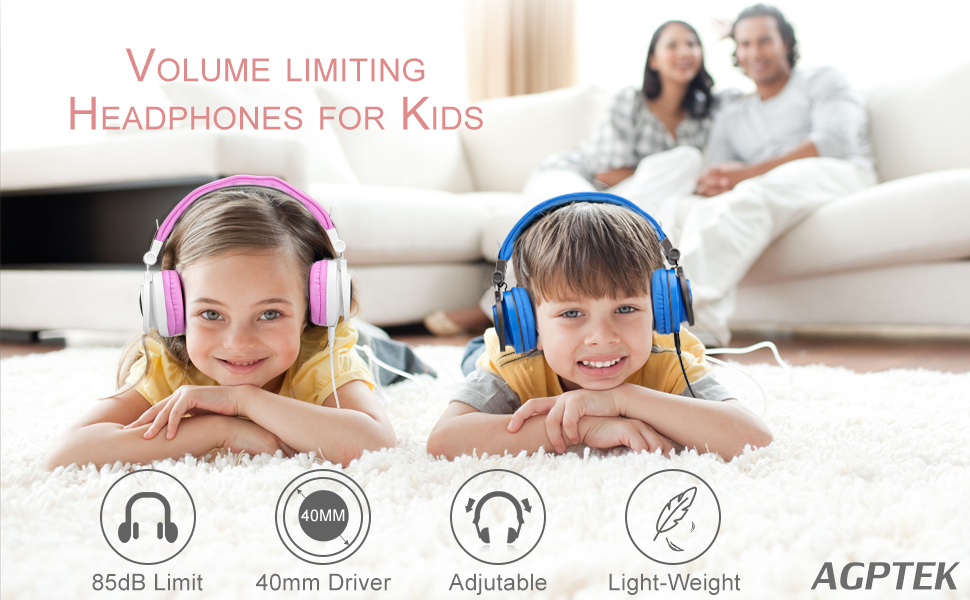 Volume limiting
Headphones for Kids
40MM
85dB Limit
40mm Driver
Adjutable
Light-Weight
AGPTEK